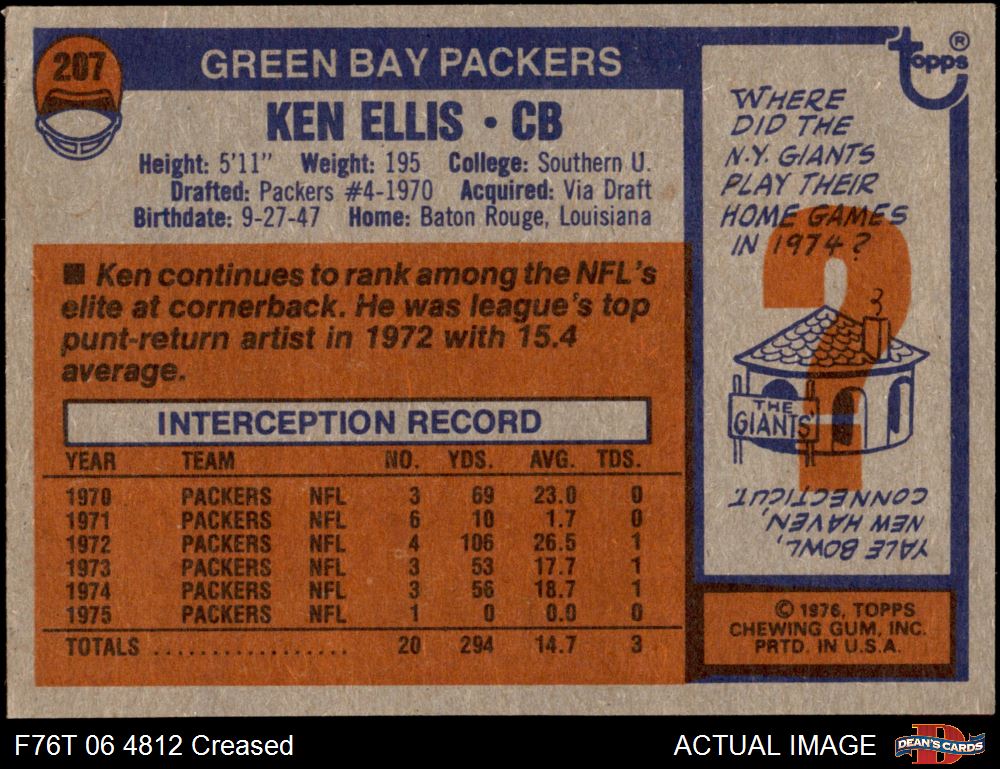 207
GREEN BAY PACKERS
KEN ELLIS • CB
Height: 5'11" Weight: 195 College: Southern U.
Drafted: Packers #4-1970 Acquired: Via Draft
Birthdate: 9-27-47 Home: Baton Rouge, Louisiana
■ Ken continues to rank among the NFL's
elite at cornerback. He was league's top
punt-return artist in 1972 with 15.4
average.
INTERCEPTION RECORD
YEAR TEAM NO. YDS. AVG. TDS.
1970 PACKERS NFL 3 69 23.0 0
1971 PACKERS NFL 6 10 1.7 0
1972 PACKERS NFL 4 106 26.5 1
1973 PACKERS NFL 3 53 17.7 1
1974 PACKERS NFL 3 56 18.7 1
1975 PACKERS NFL 1 0 0.0 0
TOTALS .................. 20 294 14.7 3
topps ®
WHERE
DID THE
N.Y. GIANTS
PLAY THEIR
HOME GAMES
IN 1974?
?
THE
GIANTS
YALE BOWL,
NEW HAVEN,
CONNECTICUT.
© 1976, TOPPS
CHEWING GUM, INC.
PRTD. IN U.S.A.
F76T 06 4812 Creased
ACTUAL IMAGE
D
DEAN'S CARDS